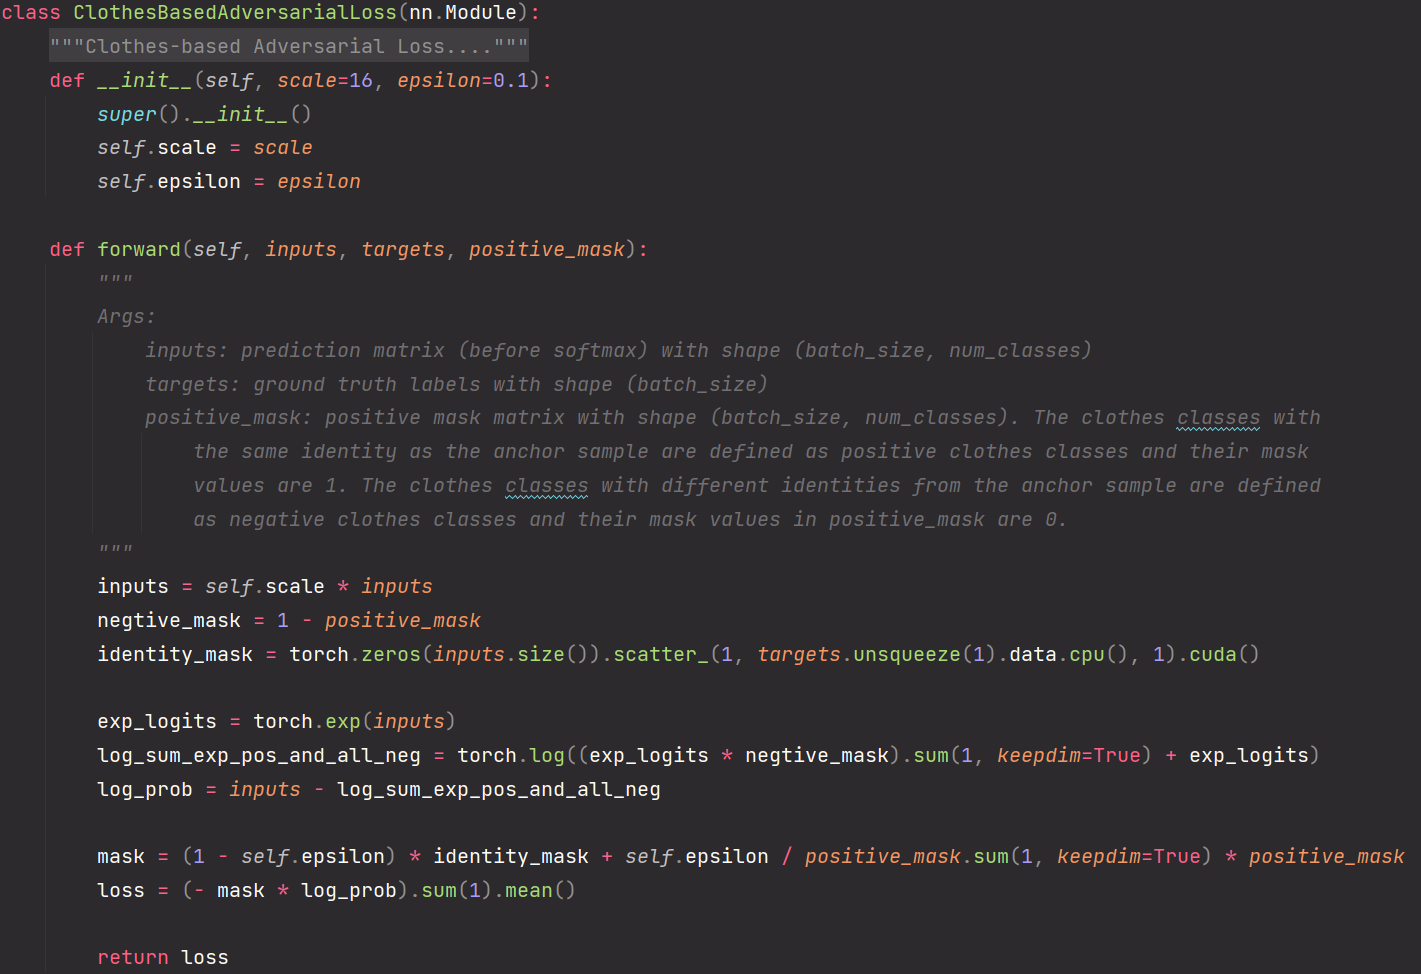 class ClothesBasedAdversarialLoss(nn.Module):
    """Clothes-based Adversarial Loss...."""
    def __init__(self, scale=16, epsilon=0.1):
        super().__init__()
        self.scale = scale
        self.epsilon = epsilon

    def forward(self, inputs, targets, positive_mask):
        """
        Args:
            inputs: prediction matrix (before softmax) with shape (batch_size, num_classes)
            targets: ground truth labels with shape (batch_size)
            positive_mask: positive mask matrix with shape (batch_size, num_classes). The clothes classes with
                the same identity as the anchor sample are defined as positive clothes classes and their mask
                values are 1. The clothes classes with different identities from the anchor sample are defined
                as negative clothes classes and their mask values in positive_mask are 0.
        """
        inputs = self.scale * inputs
        negtive_mask = 1 - positive_mask
        identity_mask = torch.zeros(inputs.size()).scatter_(1, targets.unsqueeze(1).data.cpu(), 1).cuda()

        exp_logits = torch.exp(inputs)
        log_sum_exp_pos_and_all_neg = torch.log((exp_logits * negtive_mask).sum(1, keepdim=True) + exp_logits)
        log_prob = inputs - log_sum_exp_pos_and_all_neg

        mask = (1 - self.epsilon) * identity_mask + self.epsilon / positive_mask.sum(1, keepdim=True) * positive_mask
        loss = (- mask * log_prob).sum(1).mean()

        return loss